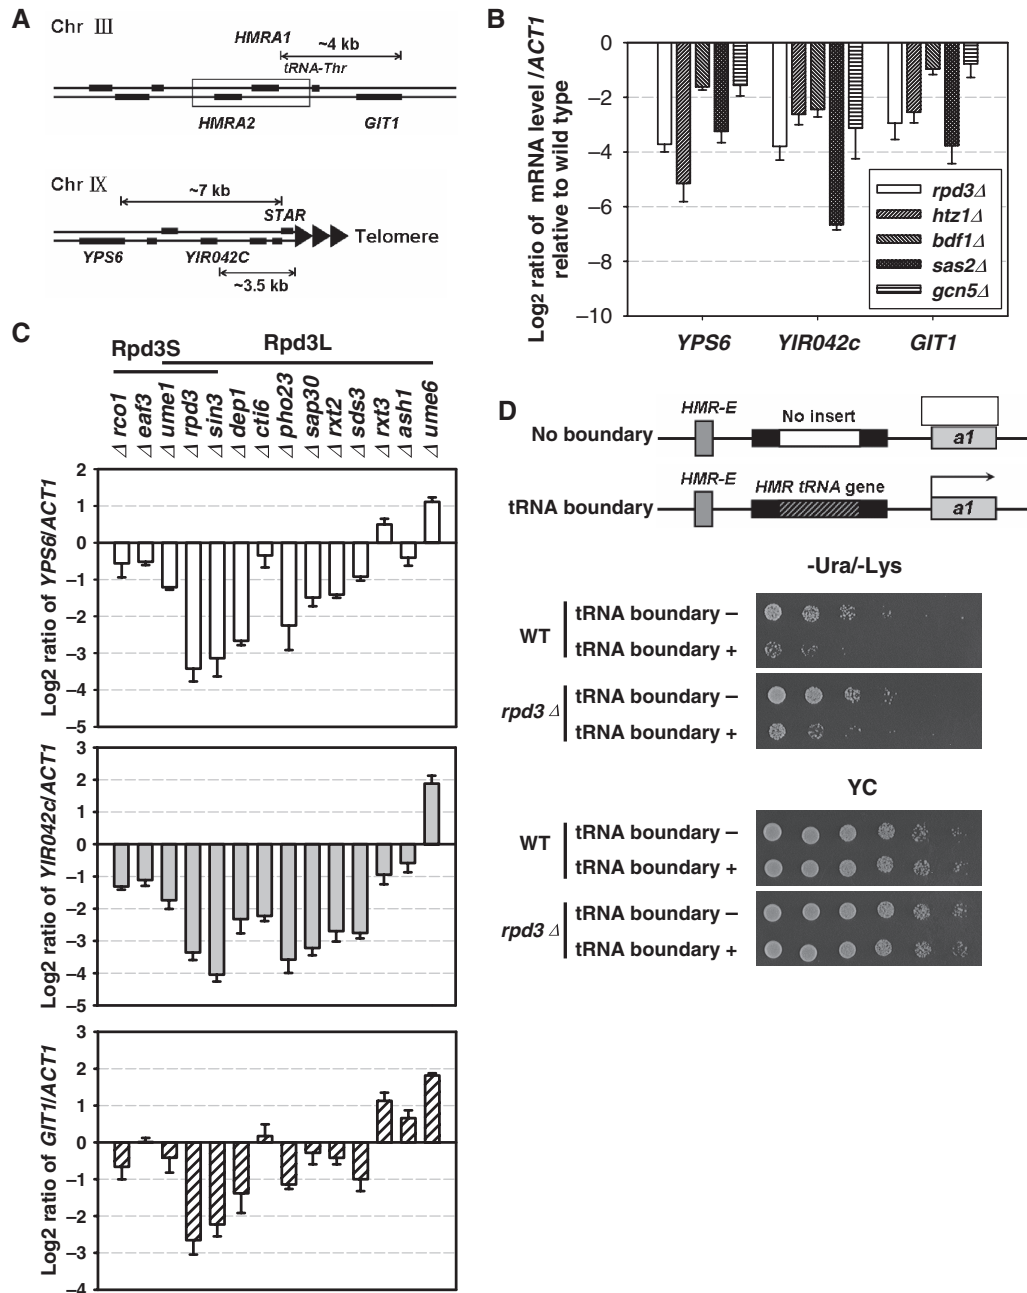 A
Chr III
HMRA1
~4 kb
tRNA-Thr
HMRA2
GIT1
Chr IX
~7 kb
STAR
Telomere
YPS6
YIR042C
~3.5 kb
B
Log2 ratio of mRNA level /ACT1
relative to wild type
0
−2
−4
−6
−8
−10
rpd3Δ
htz1Δ
bdf1Δ
sas2Δ
gcn5Δ
YPS6
YIR042c
GIT1
C
Rpd3S
Rpd3L
Δ rco1
Δ eaf3
Δ ume1
Δ rpd3
Δ sin3
Δ dep1
Δ cti6
Δ pho23
Δ sap30
Δ rxt2
Δ sds3
Δ rxt3
Δ ash1
Δ ume6
Log2 ratio of YPS6/ACT1
2
1
0
−1
−2
−3
−4
−5
Log2 ratio of YIR042c/ACT1
3
2
1
0
−1
−2
−3
−4
−5
Log2 ratio of GIT1/ACT1
3
2
1
0
−1
−2
−3
−4
D
HMR-E
No insert
No boundary
a1
HMR-E
HMR tRNA gene
tRNA boundary
a1
-Ura/-Lys
WT
tRNA boundary −
tRNA boundary +
rpd3 Δ
tRNA boundary −
tRNA boundary +
YC
WT
tRNA boundary −
tRNA boundary +
rpd3 Δ
tRNA boundary −
tRNA boundary +